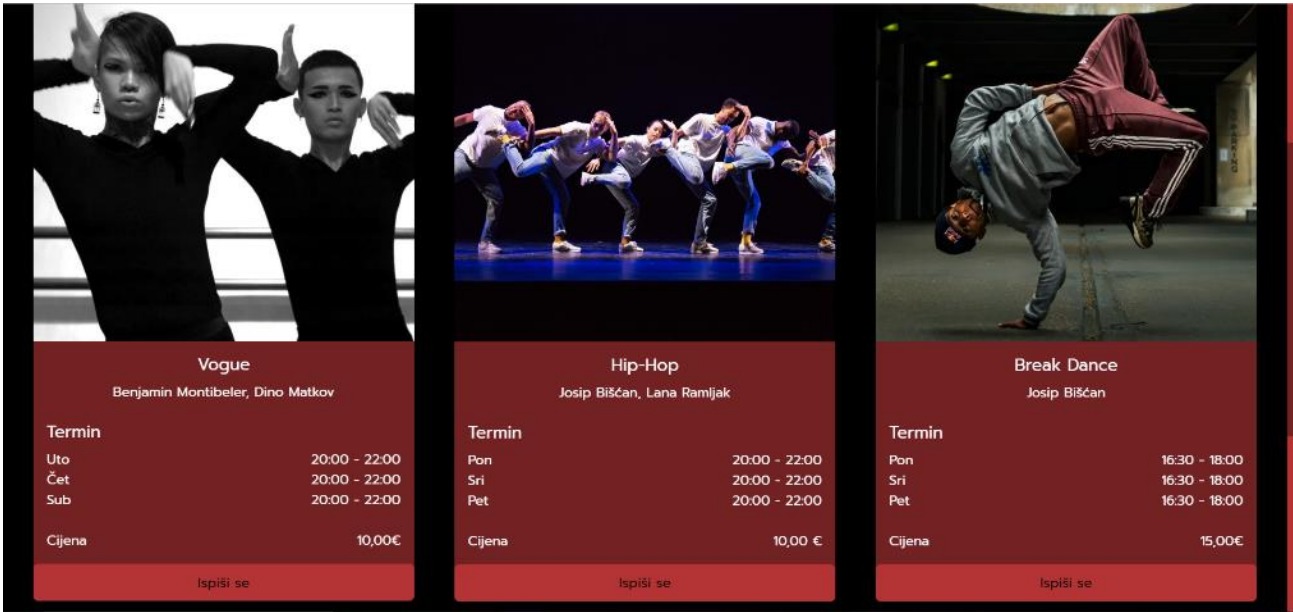 Vogue
Benjamin Montibeler, Dino Matkov
Termin
Uto 20:00 - 22:00
Čet 20:00 - 22:00
Sub 20:00 - 22:00
Cijena 10,00€
Ispiši se
Hip-Hop
Josip Bišćan, Lana Ramljak
Termin
Pon 20:00 - 22:00
Sri 20:00 - 22:00
Pet 20:00 - 22:00
Cijena 10,00 €
Ispiši se
Break Dance
Josip Bišćan
Termin
Pon 16:30 - 18:00
Sri 16:30 - 18:00
Pet 16:30 - 18:00
Cijena 15,00€
Ispiši se